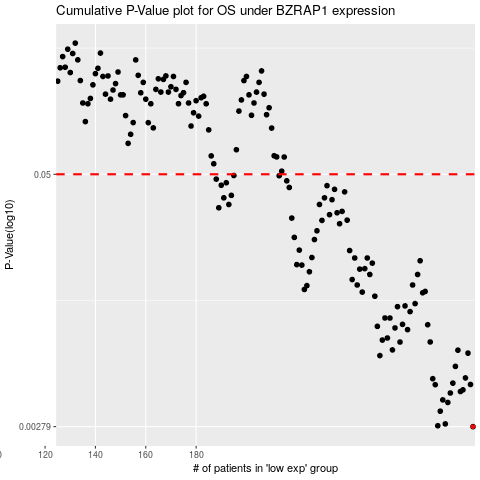 Cumulative P-Value plot for OS under BZRAP1 expression
P-Value(log10)
0.05
0.00279
0 120 140 160 180
# of patients in 'low exp' group